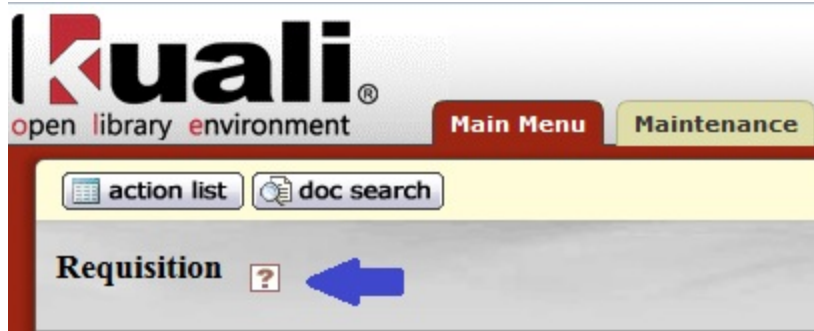 kuali®
open library environment
Main Menu
Maintenance
action list
doc search
Requisition ?